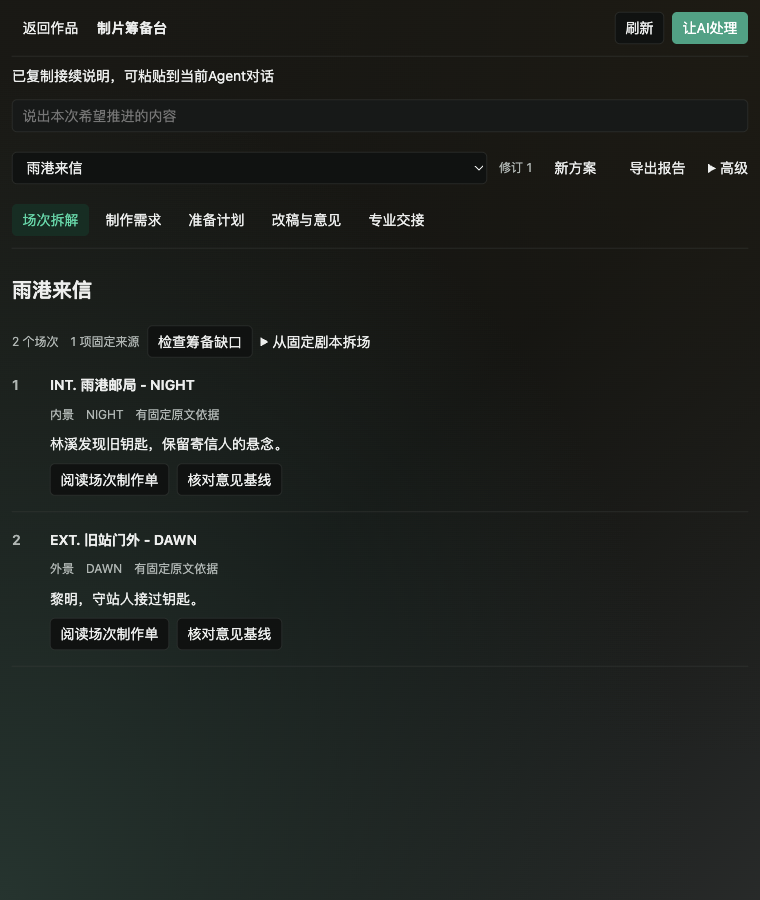 返回作品 制片筹备台 刷新 让AI处理
已复制接续说明，可粘贴到当前Agent对话
说出本次希望推进的内容
雨港来信 修订 1 新方案 导出报告 ▶ 高级
场次拆解 制作需求 准备计划 改稿与意见 专业交接
雨港来信
2 个场次 1 项固定来源 检查筹备缺口 ▶ 从固定剧本拆场
1 INT. 雨港邮局 - NIGHT
内景 NIGHT 有固定原文依据
林溪发现旧钥匙，保留寄信人的悬念。
阅读场次制作单 核对意见基线
2 EXT. 旧站门外 - DAWN
外景 DAWN 有固定原文依据
黎明，守站人接过钥匙。
阅读场次制作单 核对意见基线